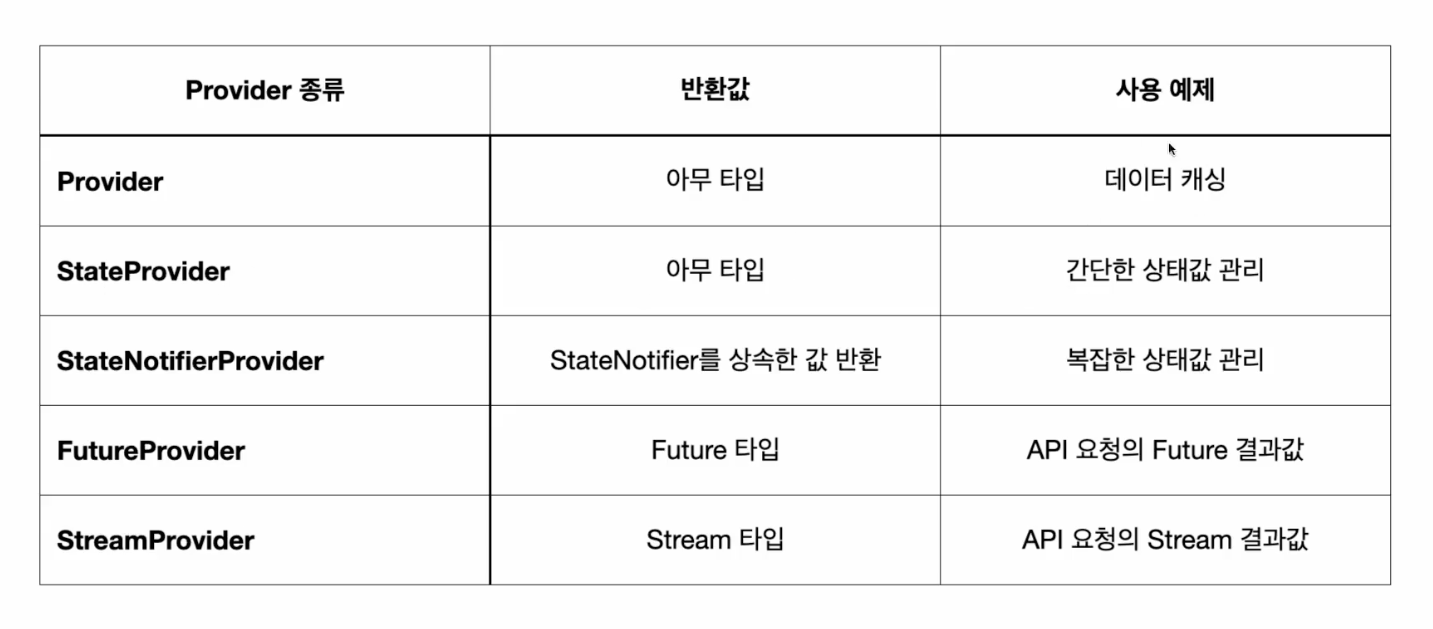 Provider 종류 반환값 사용 예제
Provider 아무 타입 데이터 캐싱
StateProvider 아무 타입 간단한 상태값 관리
StateNotifierProvider StateNotifier를 상속한 값 반환 복잡한 상태값 관리
FutureProvider Future 타입 API 요청의 Future 결과값
StreamProvider Stream 타입 API 요청의 Stream 결과값